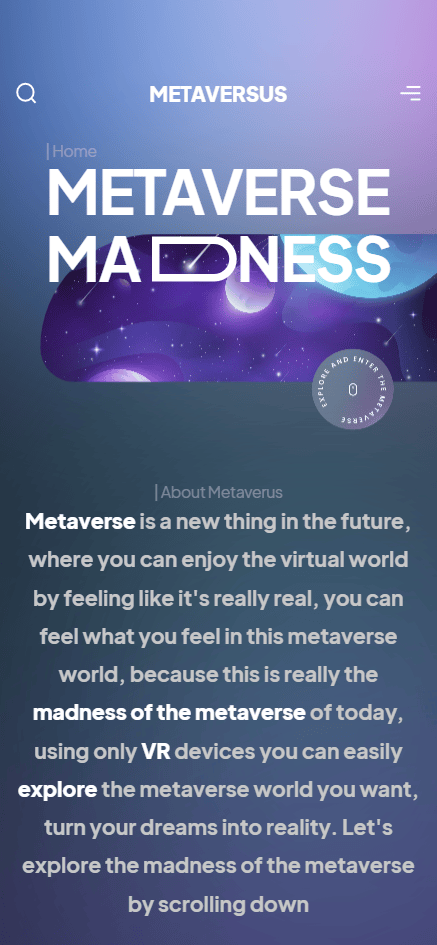 METAVERSUS
| Home
METAVERSE
MADNESS
EXPLORE AND ENTER THE METAVERSE
| About Metaverus
Metaverse is a new thing in the future,
where you can enjoy the virtual world
by feeling like it's really real, you can
feel what you feel in this metaverse
world, because this is really the
madness of the metaverse of today,
using only VR devices you can easily
explore the metaverse world you want,
turn your dreams into reality. Let's
explore the madness of the metaverse
by scrolling down